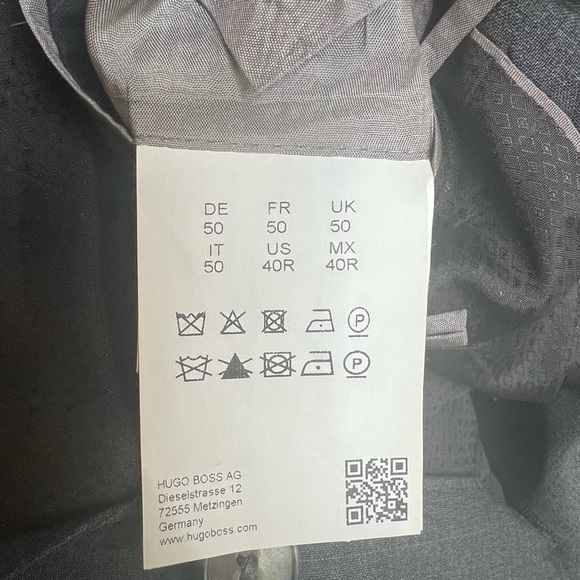 DE FR UK
50 50 50
IT US MX
50 40R 40R
P
P
HUGO BOSS AG
Dieselstrasse 12
72555 Metzingen
Germany
www.hugoboss.com